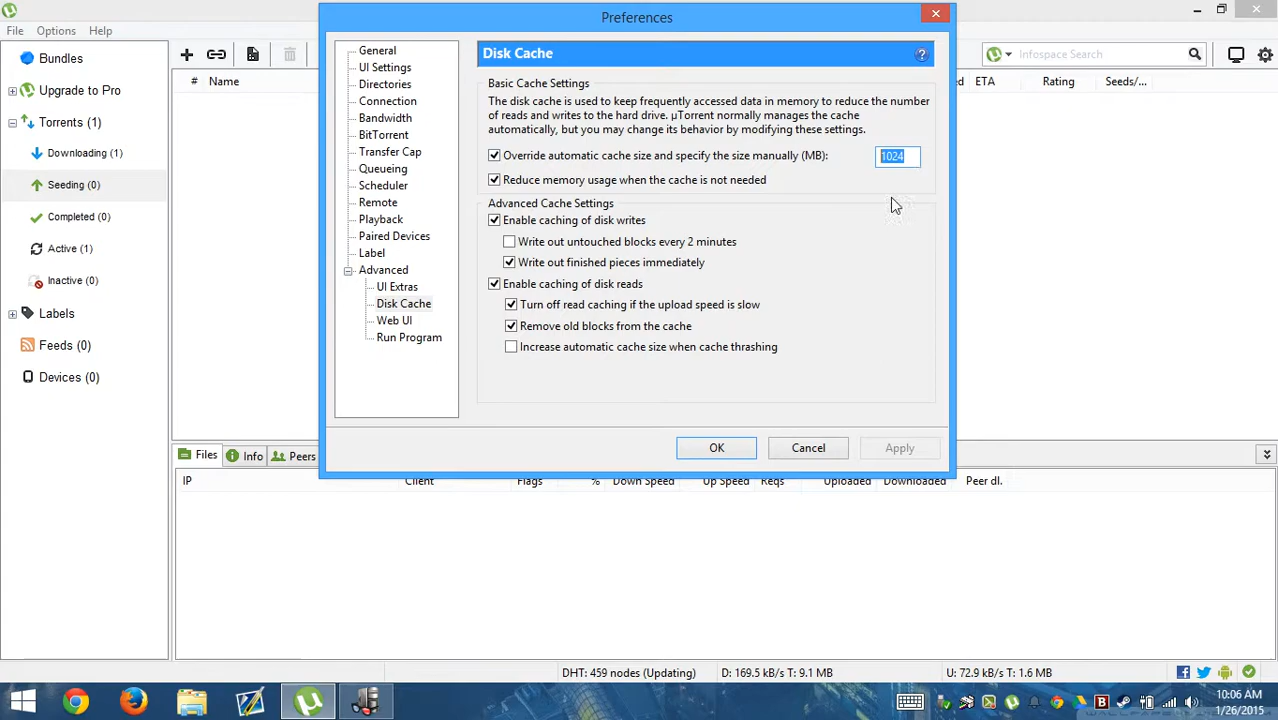 Preferences
File Options Help
Bundles
Upgrade to Pro
Torrents (1)
Downloading (1)
Seeding (0)
Completed (0)
Active (1)
Inactive (0)
Labels
Feeds (0)
Devices (0)
# Name
Infospace Search
ETA Rating Seeds/...
General
UI Settings
Directories
Connection
Bandwidth
BitTorrent
Transfer Cap
Queueing
Scheduler
Remote
Playback
Paired Devices
Label
Advanced
UI Extras
Disk Cache
Web UI
Run Program
Disk Cache
Basic Cache Settings
The disk cache is used to keep frequently accessed data in memory to reduce the number
of reads and writes to the hard drive. µTorrent normally manages the cache
automatically, but you may change its behavior by modifying these settings.
Override automatic cache size and specify the size manually (MB): 1024
Reduce memory usage when the cache is not needed
Advanced Cache Settings
Enable caching of disk writes
Write out untouched blocks every 2 minutes
Write out finished pieces immediately
Enable caching of disk reads
Turn off read caching if the upload speed is slow
Remove old blocks from the cache
Increase automatic cache size when cache thrashing
OK Cancel Apply
Files Info Peers
IP Client Flags % Down Speed Up Speed Reqs Uploaded Downloaded Peer dl.
DHT: 459 nodes (Updating) D: 169.5 kB/s T: 9.1 MB U: 72.9 kB/s T: 1.6 MB
10:06 AM
1/26/2015